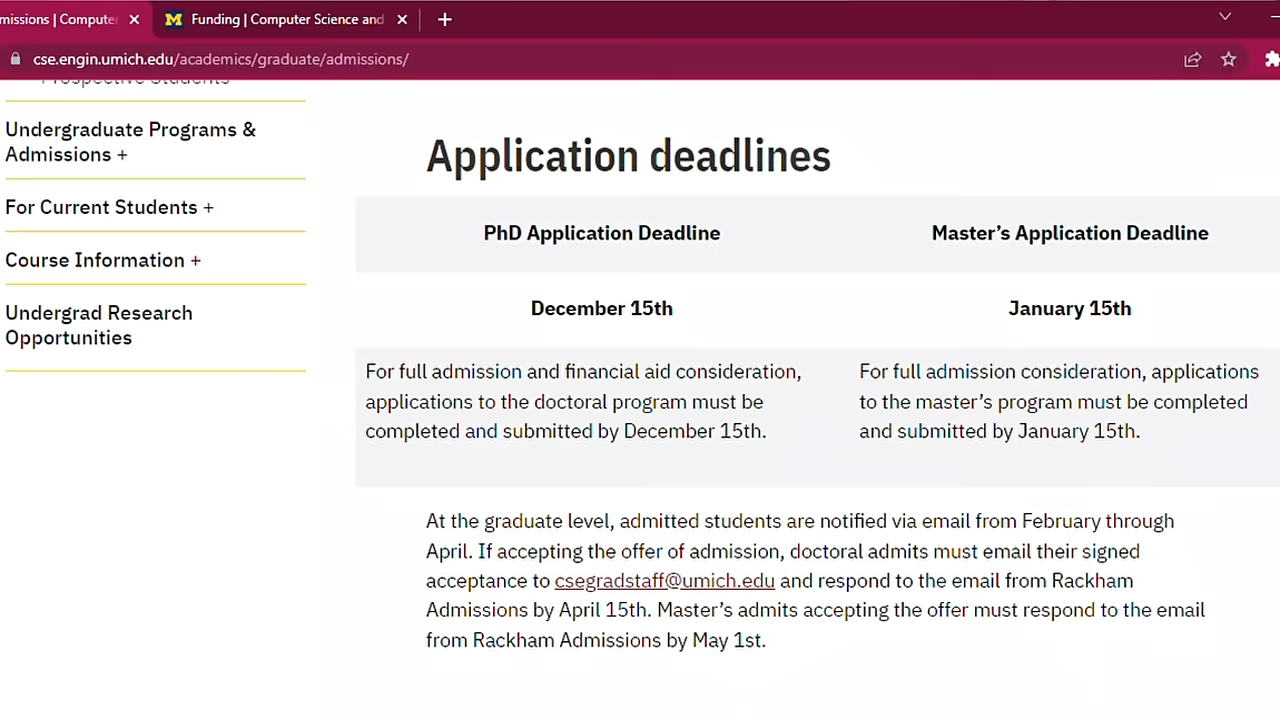 missions | Compute
Funding | Computer Science and
cse.engin.umich.edu/academics/graduate/admissions/
Prospective Students
Undergraduate Programs &
Admissions +
For Current Students +
Course Information +
Undergrad Research
Opportunities
Application deadlines
PhD Application Deadline
Master’s Application Deadline
December 15th
January 15th
For full admission and financial aid consideration,
applications to the doctoral program must be
completed and submitted by December 15th.
For full admission consideration, applications
to the master’s program must be completed
and submitted by January 15th.
At the graduate level, admitted students are notified via email from February through
April. If accepting the offer of admission, doctoral admits must email their signed
acceptance to csegradstaff@umich.edu and respond to the email from Rackham
Admissions by April 15th. Master’s admits accepting the offer must respond to the email
from Rackham Admissions by May 1st.